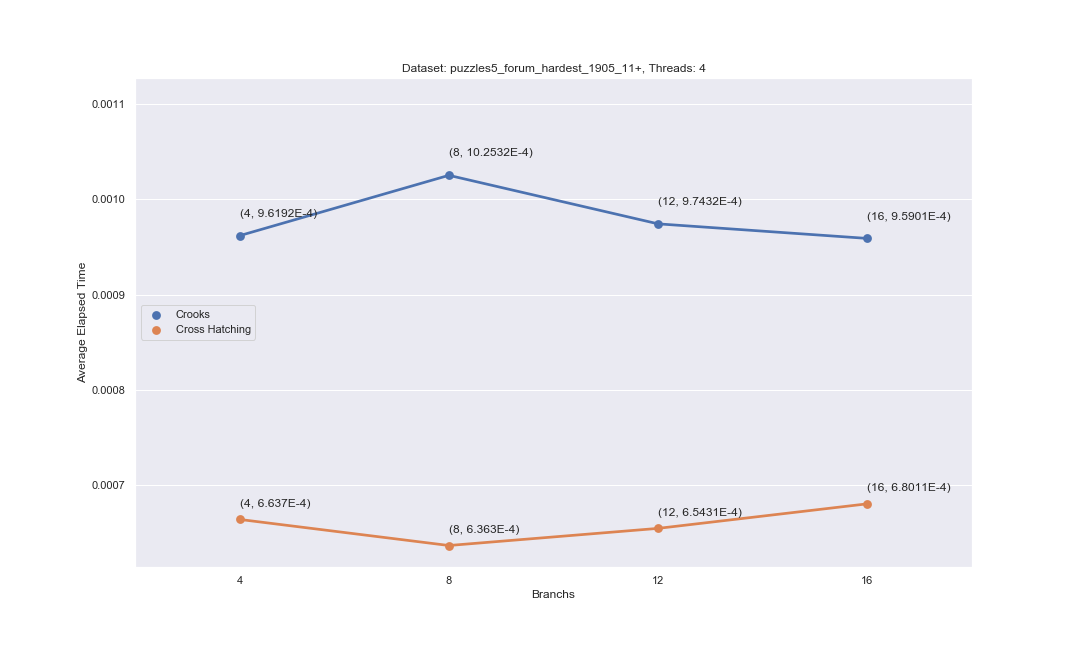 Dataset: puzzles5_forum_hardest_1905_11+, Threads: 4
0.0011
0.0010
0.0009
0.0008
0.0007
Average Elapsed Time
(4, 9.6192E-4)
(8, 10.2532E-4)
(12, 9.7432E-4)
(16, 9.5901E-4)
Crooks
Cross Hatching
(4, 6.637E-4)
(8, 6.363E-4)
(12, 6.5431E-4)
(16, 6.8011E-4)
4 8 12 16
Branchs